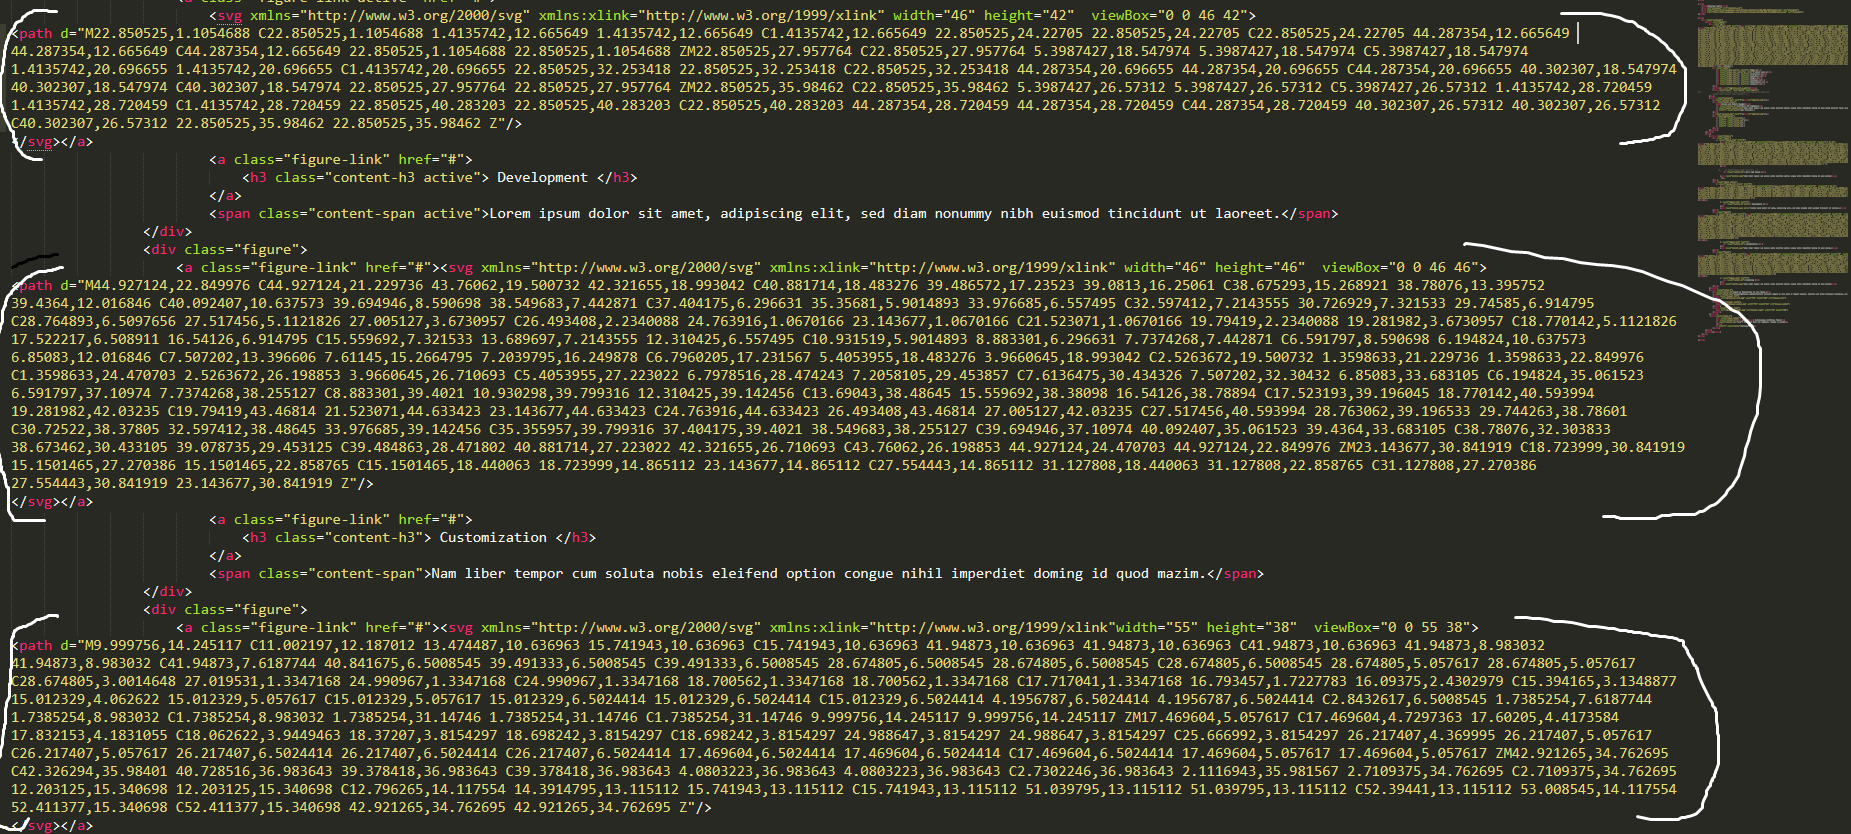 <svg xmlns="http://www.w3.org/2000/svg" xmlns:xlink="http://www.w3.org/1999/xlink" width="46" height="42"  viewBox="0 0 46 42">
<path d="M22.850525,1.1054688 C22.850525,1.1054688 1.4135742,12.665649 1.4135742,12.665649 C1.4135742,12.665649 22.850525,24.22705 22.850525,24.22705 C22.850525,24.22705 44.287354,12.665649
44.287354,12.665649 C44.287354,12.665649 22.850525,1.1054688 22.850525,1.1054688 ZM22.850525,27.957764 C22.850525,27.957764 5.3987427,18.547974 5.3987427,18.547974 C5.3987427,18.547974
1.4135742,20.696655 1.4135742,20.696655 C1.4135742,20.696655 22.850525,32.253418 22.850525,32.253418 C22.850525,32.253418 44.287354,20.696655 44.287354,20.696655 C44.287354,20.696655 40.302307,18.547974
40.302307,18.547974 C40.302307,18.547974 22.850525,27.957764 22.850525,27.957764 ZM22.850525,35.98462 C22.850525,35.98462 5.3987427,26.57312 5.3987427,26.57312 C5.3987427,26.57312 1.4135742,28.720459
1.4135742,28.720459 C1.4135742,28.720459 22.850525,40.283203 22.850525,40.283203 C22.850525,40.283203 44.287354,28.720459 44.287354,28.720459 C44.287354,28.720459 40.302307,26.57312 40.302307,26.57312
C40.302307,26.57312 22.850525,35.98462 22.850525,35.98462 Z"/>
</svg></a>
<a class="figure-link" href="#">
<h3 class="content-h3 active"> Development </h3>
</a>
<span class="content-span active">Lorem ipsum dolor sit amet, adipiscing elit, sed diam nonummy nibh euismod tincidunt ut laoreet.</span>
</div>
<div class="figure">
<a class="figure-link" href="#"><svg xmlns="http://www.w3.org/2000/svg" xmlns:xlink="http://www.w3.org/1999/xlink" width="46" height="46"  viewBox="0 0 46 46">
<path d="M44.927124,22.849976 C44.927124,21.229736 43.76062,19.500732 42.321655,18.993042 C40.881714,18.483276 39.486572,17.23523 39.0813,16.25061 C38.675293,15.268921 38.78076,13.395752
39.4364,12.016846 C40.092407,10.637573 39.694946,8.590698 38.549683,7.442871 C37.404175,6.296631 35.35681,5.9014893 33.976685,6.557495 C32.597412,7.2143555 30.726929,7.321533 29.74585,6.914795
C28.764893,6.5097656 27.517456,5.1121826 27.005127,3.6730957 C26.493408,2.2340088 24.763916,1.0670166 23.143677,1.0670166 C21.523071,1.0670166 19.79419,2.2340088 19.281982,3.6730957 C18.770142,5.1121826
17.522217,6.508911 16.54126,6.914795 C15.559692,7.321533 13.689697,7.2143555 12.310425,6.557495 C10.931519,5.9014893 8.883301,6.296631 7.7374268,7.442871 C6.591797,8.590698 6.194824,10.637573
6.85083,12.016846 C7.507202,13.396606 7.61145,15.2664795 7.2039795,16.249878 C6.7960205,17.231567 5.4053955,18.483276 3.9660645,18.993042 C2.5263672,19.500732 1.3598633,21.229736 1.3598633,22.849976
C1.3598633,24.470703 2.5263672,26.198853 3.9660645,26.710693 C5.4053955,27.223022 6.7978516,28.474243 7.2058105,29.453857 C7.6136475,30.434326 7.507202,32.30432 6.85083,33.683105 C6.194824,35.061523
6.591797,37.10974 7.7374268,38.255127 C8.883301,39.4021 10.930298,39.799316 12.310425,39.142456 C13.69043,38.48645 15.559692,38.38098 16.54126,38.78894 C17.523193,39.196045 18.770142,40.593994
19.281982,42.03235 C19.79419,43.46814 21.523071,44.633423 23.143677,44.633423 C24.763916,44.633423 26.493408,43.46814 27.005127,42.03235 C27.517456,40.593994 28.763062,39.196533 29.744263,38.78601
C30.72522,38.37805 32.597412,38.48645 33.976685,39.142456 C35.355957,39.799316 37.404175,39.4021 38.549683,38.255127 C39.694946,37.10974 40.092407,35.061523 39.4364,33.683105 C38.78076,32.303833
38.673462,30.433105 39.078735,29.453125 C39.484863,28.471802 40.881714,27.223022 42.321655,26.710693 C43.76062,26.198853 44.927124,24.470703 44.927124,22.849976 ZM23.143677,30.841919 C18.723999,30.841919
15.1501465,27.270386 15.1501465,22.858765 C15.1501465,18.440063 18.723999,14.865112 23.143677,14.865112 C27.554443,14.865112 31.127808,18.440063 31.127808,22.858765 C31.127808,27.270386
27.554443,30.841919 23.143677,30.841919 Z"/>
</svg></a>
<a class="figure-link" href="#">
<h3 class="content-h3"> Customization </h3>
</a>
<span class="content-span">Nam liber tempor cum soluta nobis eleifend option congue nihil imperdiet doming id quod mazim.</span>
</div>
<div class="figure">
<a class="figure-link" href="#"><svg xmlns="http://www.w3.org/2000/svg" xmlns:xlink="http://www.w3.org/1999/xlink"width="55" height="38"  viewBox="0 0 55 38">
<path d="M9.999756,14.245117 C11.002197,12.187012 13.474487,10.636963 15.741943,10.636963 C15.741943,10.636963 41.94873,10.636963 41.94873,10.636963 C41.94873,10.636963 41.94873,8.983032
41.94873,8.983032 C41.94873,7.6187744 40.841675,6.5008545 39.491333,6.5008545 C39.491333,6.5008545 28.674805,6.5008545 28.674805,6.5008545 C28.674805,6.5008545 28.674805,5.057617 28.674805,5.057617
C28.674805,3.0014648 27.019531,1.3347168 24.990967,1.3347168 C24.990967,1.3347168 18.700562,1.3347168 18.700562,1.3347168 C17.717041,1.3347168 16.793457,1.7227783 16.09375,2.4302979 C15.394165,3.1348877
15.012329,4.062622 15.012329,5.057617 C15.012329,5.057617 15.012329,6.5024414 15.012329,6.5024414 C15.012329,6.5024414 4.1956787,6.5024414 4.1956787,6.5024414 C2.8432617,6.5008545 1.7385254,7.6187744
1.7385254,8.983032 C1.7385254,8.983032 1.7385254,31.14746 1.7385254,31.14746 C1.7385254,31.14746 9.999756,14.245117 9.999756,14.245117 ZM17.469604,5.057617 C17.469604,4.7297363 17.60205,4.4173584
17.832153,4.1831055 C18.062622,3.9449463 18.37207,3.8154297 18.698242,3.8154297 C18.698242,3.8154297 24.988647,3.8154297 24.988647,3.8154297 C25.666992,3.8154297 26.217407,4.369995 26.217407,5.057617
C26.217407,5.057617 26.217407,6.5024414 26.217407,6.5024414 C26.217407,6.5024414 17.469604,6.5024414 17.469604,6.5024414 C17.469604,6.5024414 17.469604,5.057617 17.469604,5.057617 ZM42.921265,34.762695
C42.326294,35.98401 40.728516,36.983643 39.378418,36.983643 C39.378418,36.983643 4.0803223,36.983643 4.0803223,36.983643 C2.7302246,36.983643 2.1116943,35.981567 2.7109375,34.762695 C2.7109375,34.762695
12.203125,15.340698 12.203125,15.340698 C12.796265,14.117554 14.3914795,13.115112 15.741943,13.115112 C15.741943,13.115112 51.039795,13.115112 51.039795,13.115112 C52.39441,13.115112 53.008545,14.117554
52.411377,15.340698 C52.411377,15.340698 42.921265,34.762695 42.921265,34.762695 Z"/>
</svg></a>